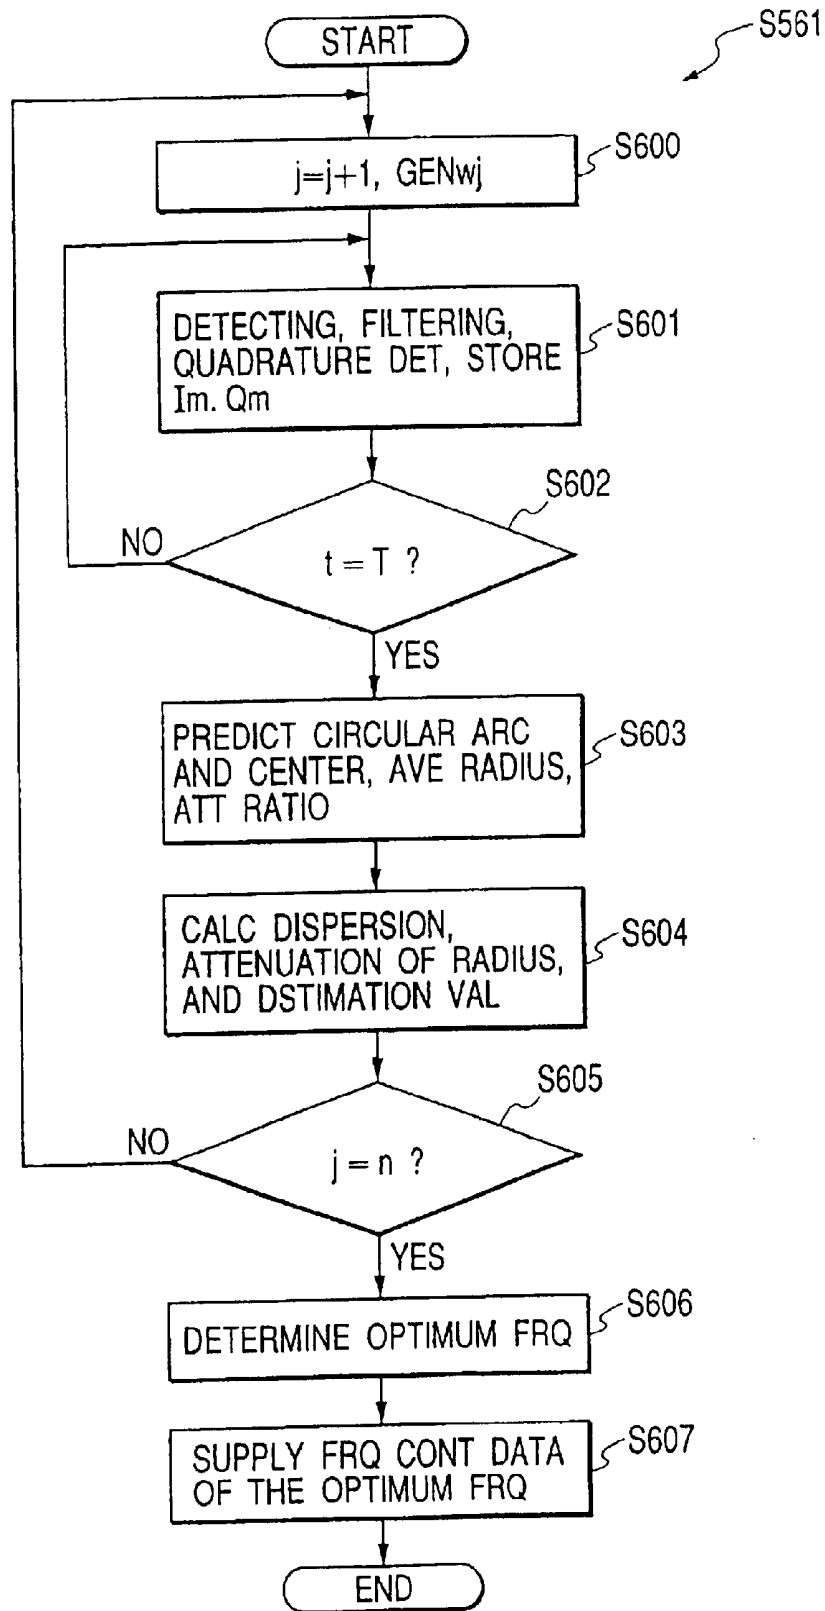 START
S561
S600
j=j+1, GENwj
S601
DETECTING, FILTERING,
QUADRATURE DET, STORE
Im. Qm
S602
NO
t = T ?
YES
S603
PREDICT CIRCULAR ARC
AND CENTER, AVE RADIUS,
ATT RATIO
S604
CALC DISPERSION,
ATTENUATION OF RADIUS,
AND DSTIMATION VAL
S605
NO
j = n ?
YES
S606
DETERMINE OPTIMUM FRQ
S607
SUPPLY FRQ CONT DATA
OF THE OPTIMUM FRQ
END